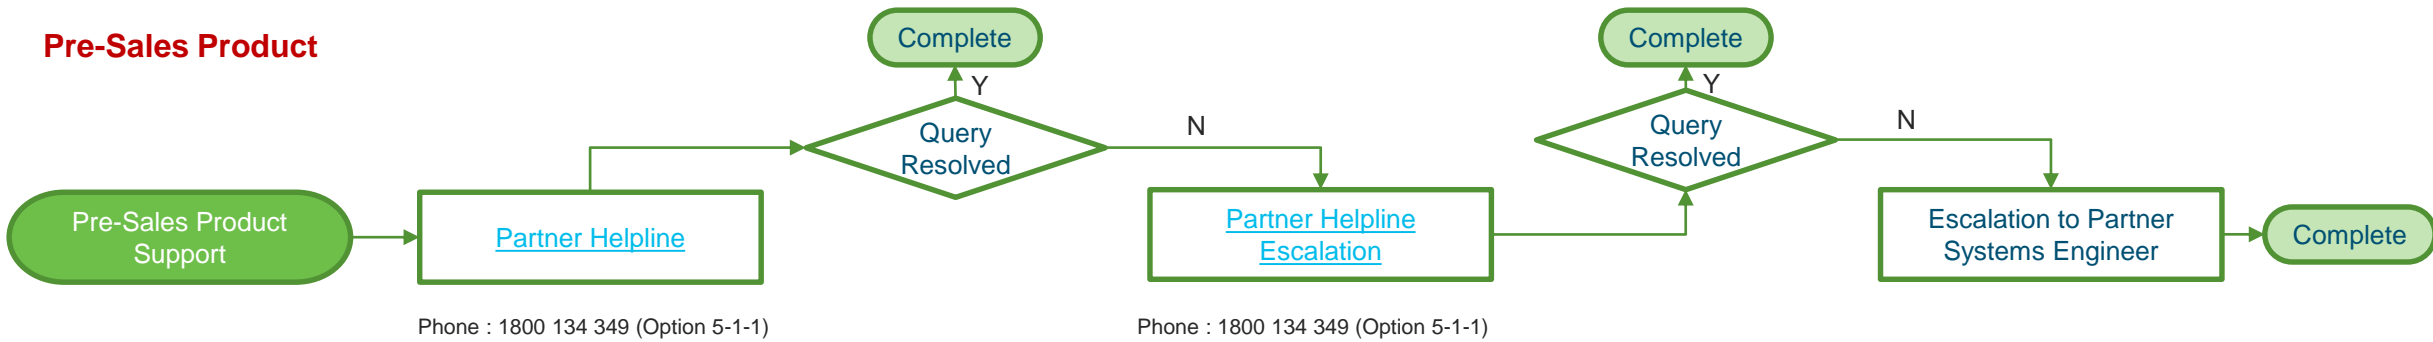 Pre-Sales Product
Pre-Sales Product
Support
Partner Helpline
Phone : 1800 134 349 (Option 5-1-1)
Complete
Y
Query
Resolved
N
Partner Helpline
Escalation
Phone : 1800 134 349 (Option 5-1-1)
Complete
Y
Query
Resolved
N
Escalation to Partner
Systems Engineer
Complete